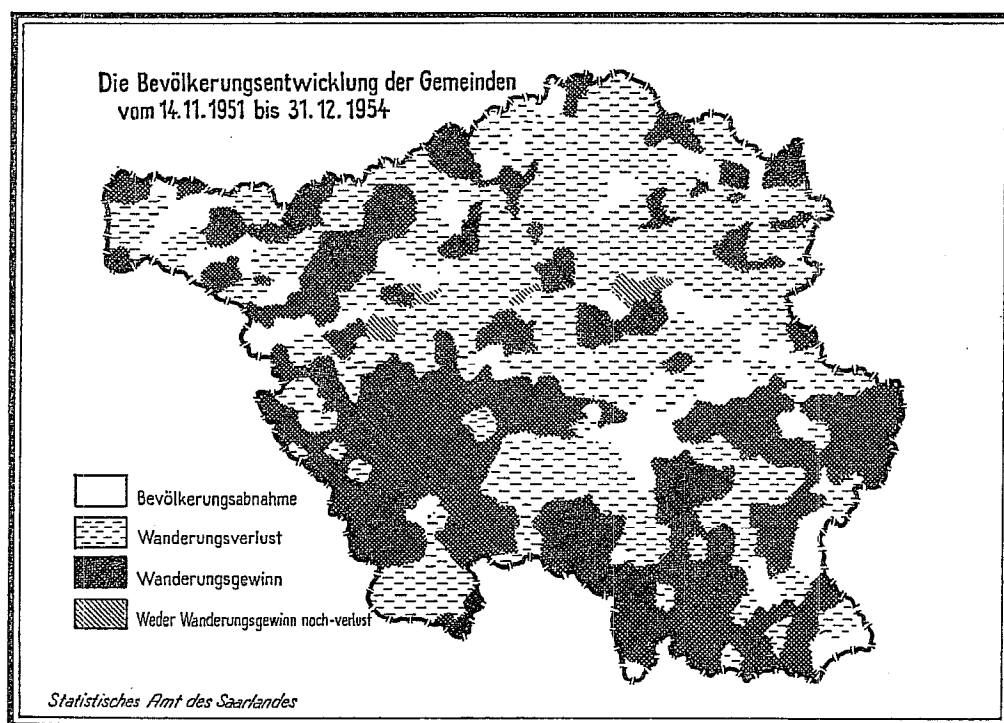 Die Bevölkerungsentwicklung der Gemeinden
vom 14.11.1951 bis 31.12.1954
Bevölkerungsabnahme
Wanderungsverlust
Wanderungsgewinn
Weder Wanderungsgewinn noch-verlust
Statistisches Amt des Saarlandes